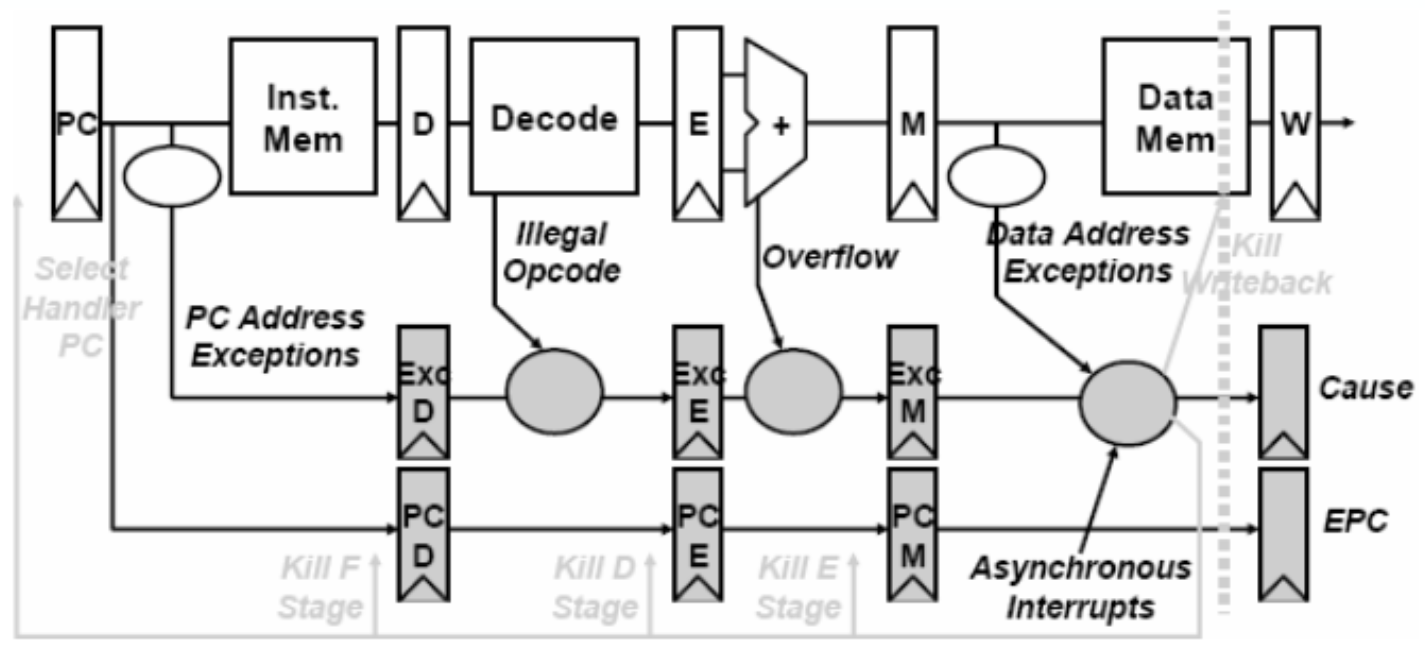 PC
Inst.
Mem
D
Decode
E
+
M
Data
Mem
W
Illegal
Opcode
Overflow
Data Address
Exceptions
Kill
Writeback
Select
Handler
PC
PC Address
Exceptions
Exc
D
Exc
E
Exc
M
Cause
PC
D
PC
E
PC
M
EPC
Kill F
Stage
Kill D
Stage
Kill E
Stage
Asynchronous
Interrupts